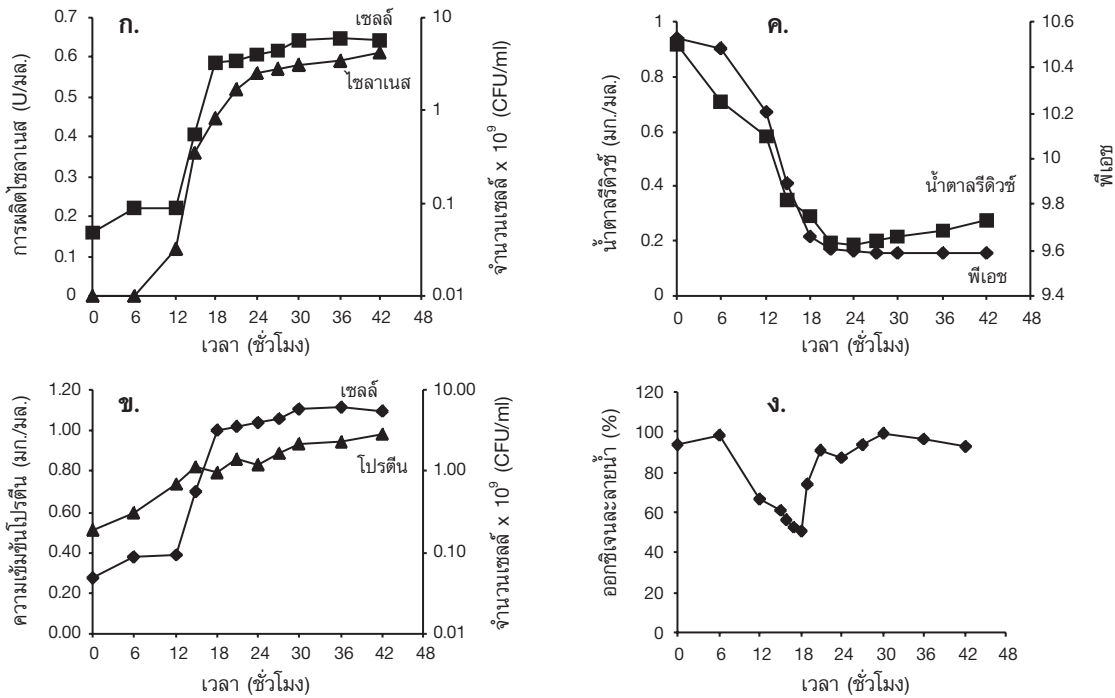 ก.
การผลิตไซลาเนส (U/มล.)
0.7
0.6
0.5
0.4
0.3
0.2
0.1
0
เซลล์
ไซลาเนส
10
1
0.1
0.01
จำนวนเซลล์ x 10⁹ (CFU/ml)
0 6 12 18 24 30 36 42 48
เวลา (ชั่วโมง)
ค.
น้ำตาลรีดิวซ์ (มก./มล.)
1
0.8
0.6
0.4
0.2
0
น้ำตาลรีดิวซ์
พีเอช
10.6
10.4
10.2
10
9.8
9.6
9.4
พีเอช
0 6 12 18 24 30 36 42 48
เวลา (ชั่วโมง)
ข.
ความเข้มข้นโปรตีน (มก./มล.)
1.20
1.00
0.80
0.60
0.40
0.20
0.00
เซลล์
โปรตีน
10.00
1.00
0.10
0.01
จำนวนเซลล์ x 10⁹ (CFU/ml)
0 6 12 18 24 30 36 42 48
เวลา (ชั่วโมง)
ง.
ออกซิเจนละลายน้ำ (%)
120
100
80
60
40
20
0
0 6 12 18 24 30 36 42 48
เวลา (ชั่วโมง)